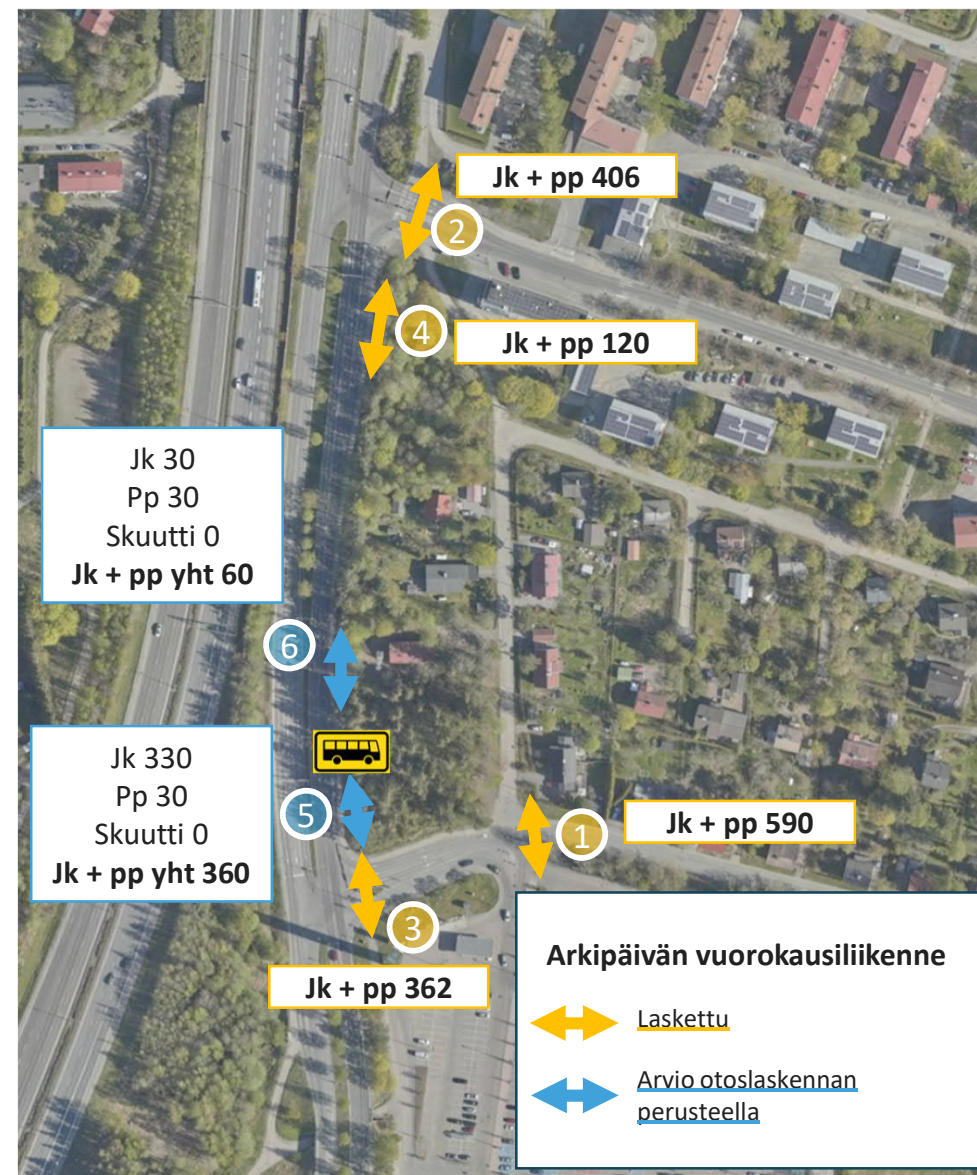 Jk + pp 406
2
4
Jk + pp 120
Jk 30
Pp 30
Skuutti 0
Jk + pp yht 60
6
Jk 330
Pp 30
Skuutti 0
Jk + pp yht 360
5
1
Jk + pp 590
3
Jk + pp 362
Arkipäivän vuorokausiliikenne
Laskettu
Arvio otoslaskennan
perusteella